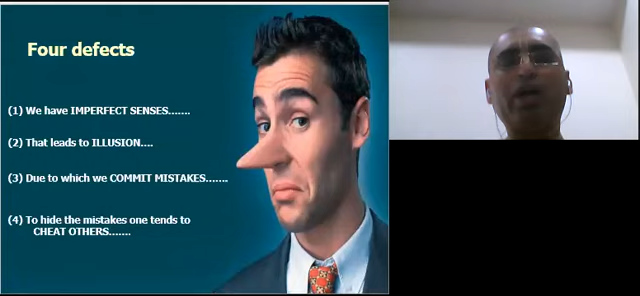 Four defects
(1) We have IMPERFECT SENSES.......
(2) That leads to ILLUSION....
(3) Due to which we COMMIT MISTAKES.......
(4) To hide the mistakes one tends to
CHEAT OTHERS.......